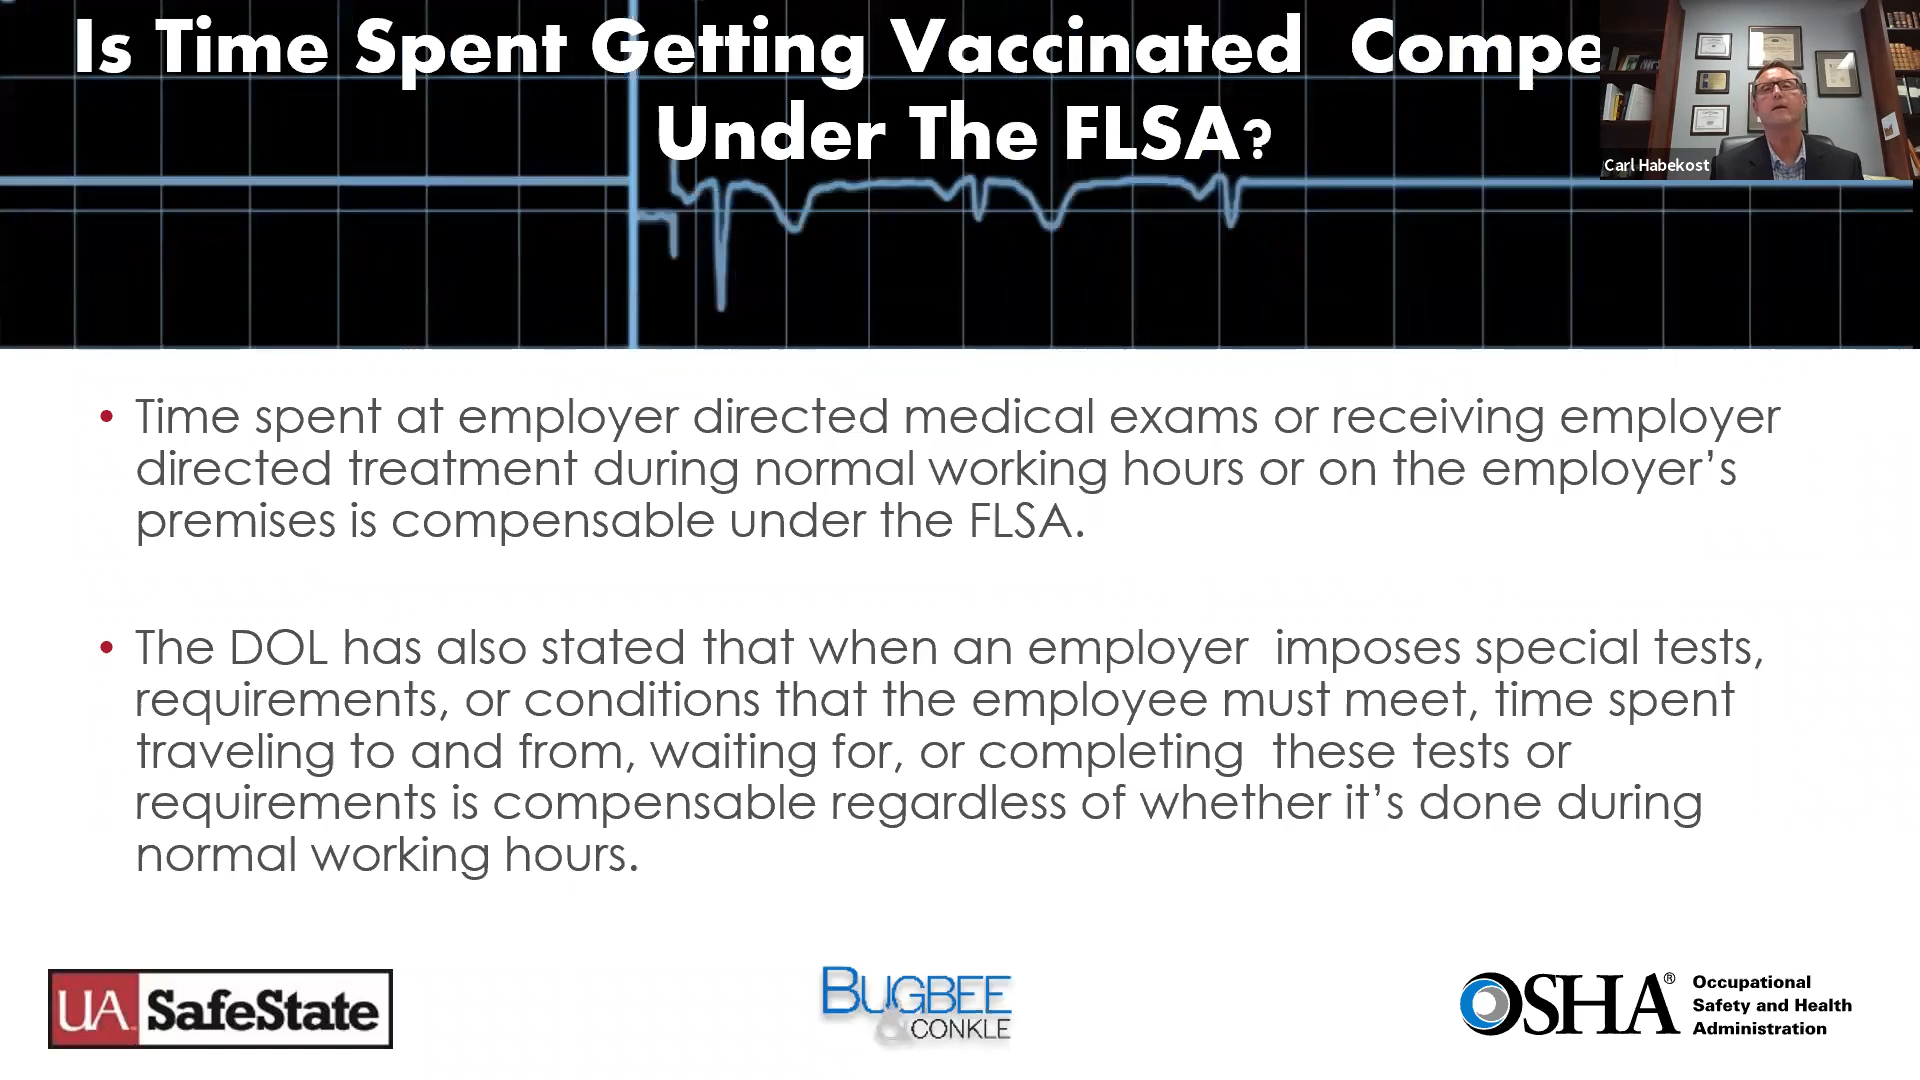 Is Time Spent Getting Vaccinated Compe
Under The FLSA?
Carl Habekost
• Time spent at employer directed medical exams or receiving employer
directed treatment during normal working hours or on the employer’s
premises is compensable under the FLSA.
• The DOL has also stated that when an employer imposes special tests,
requirements, or conditions that the employee must meet, time spent
traveling to and from, waiting for, or completing these tests or
requirements is compensable regardless of whether it’s done during
normal working hours.
UA SafeState
BUGBEE
& CONKLE
OSHA®
Occupational
Safety and Health
Administration